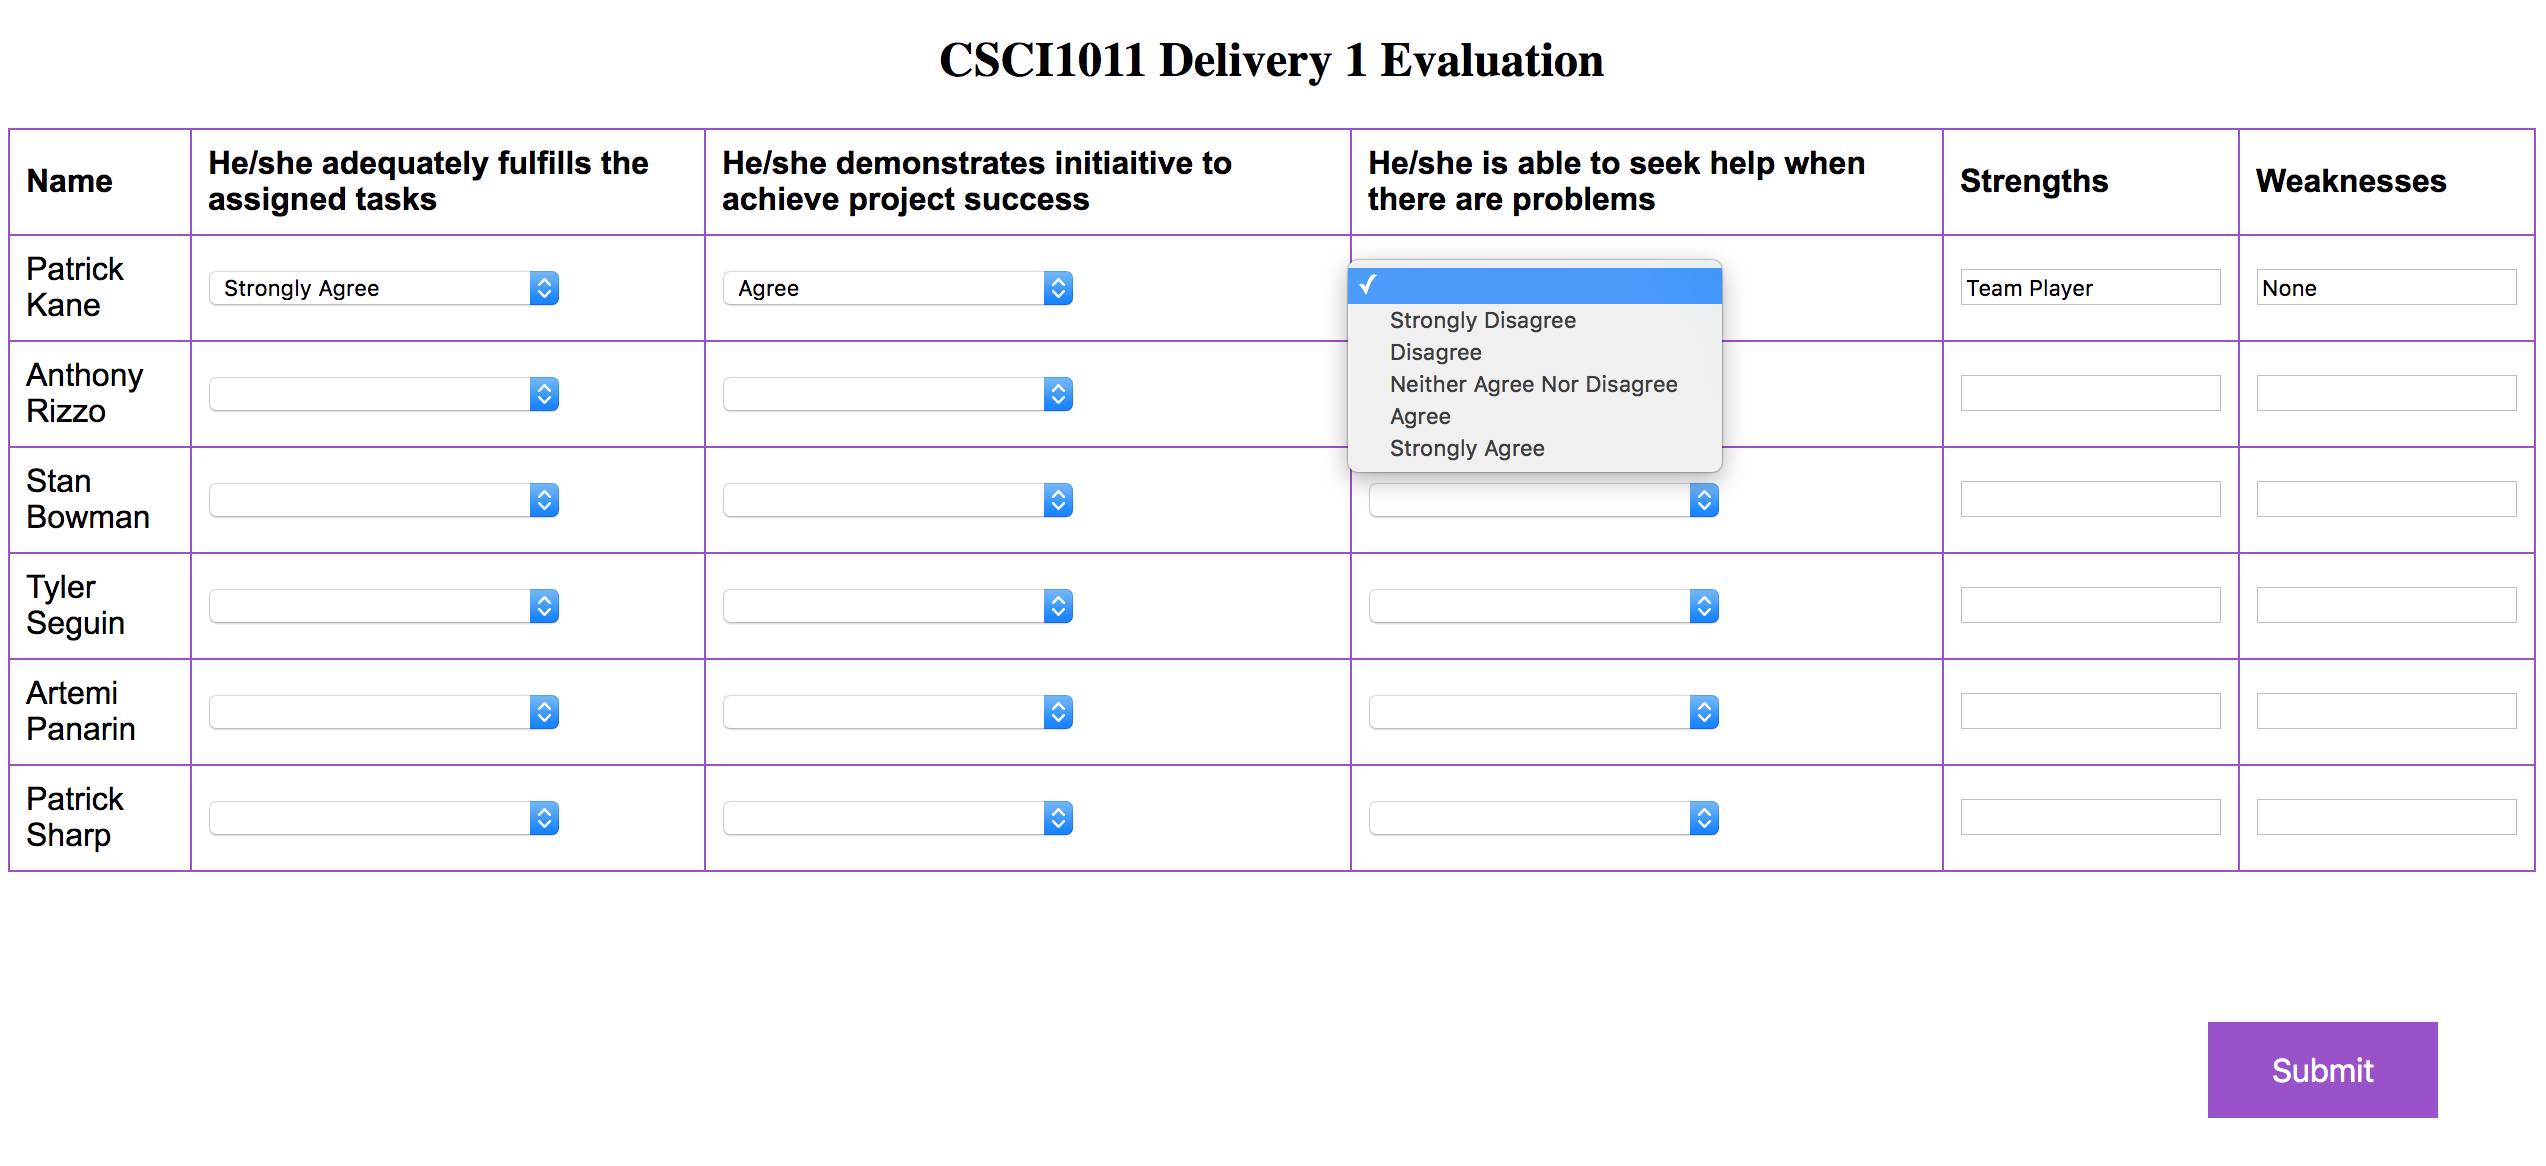 CSCI1011 Delivery 1 Evaluation
Name
He/she adequately fulfills the
assigned tasks
He/she demonstrates initiaitive to
achieve project success
He/she is able to seek help when
there are problems
Strengths
Weaknesses
Patrick
Kane
Strongly Agree
Agree
✓
Strongly Disagree
Disagree
Neither Agree Nor Disagree
Agree
Strongly Agree
Team Player
None
Anthony
Rizzo
Stan
Bowman
Tyler
Seguin
Artemi
Panarin
Patrick
Sharp
Submit